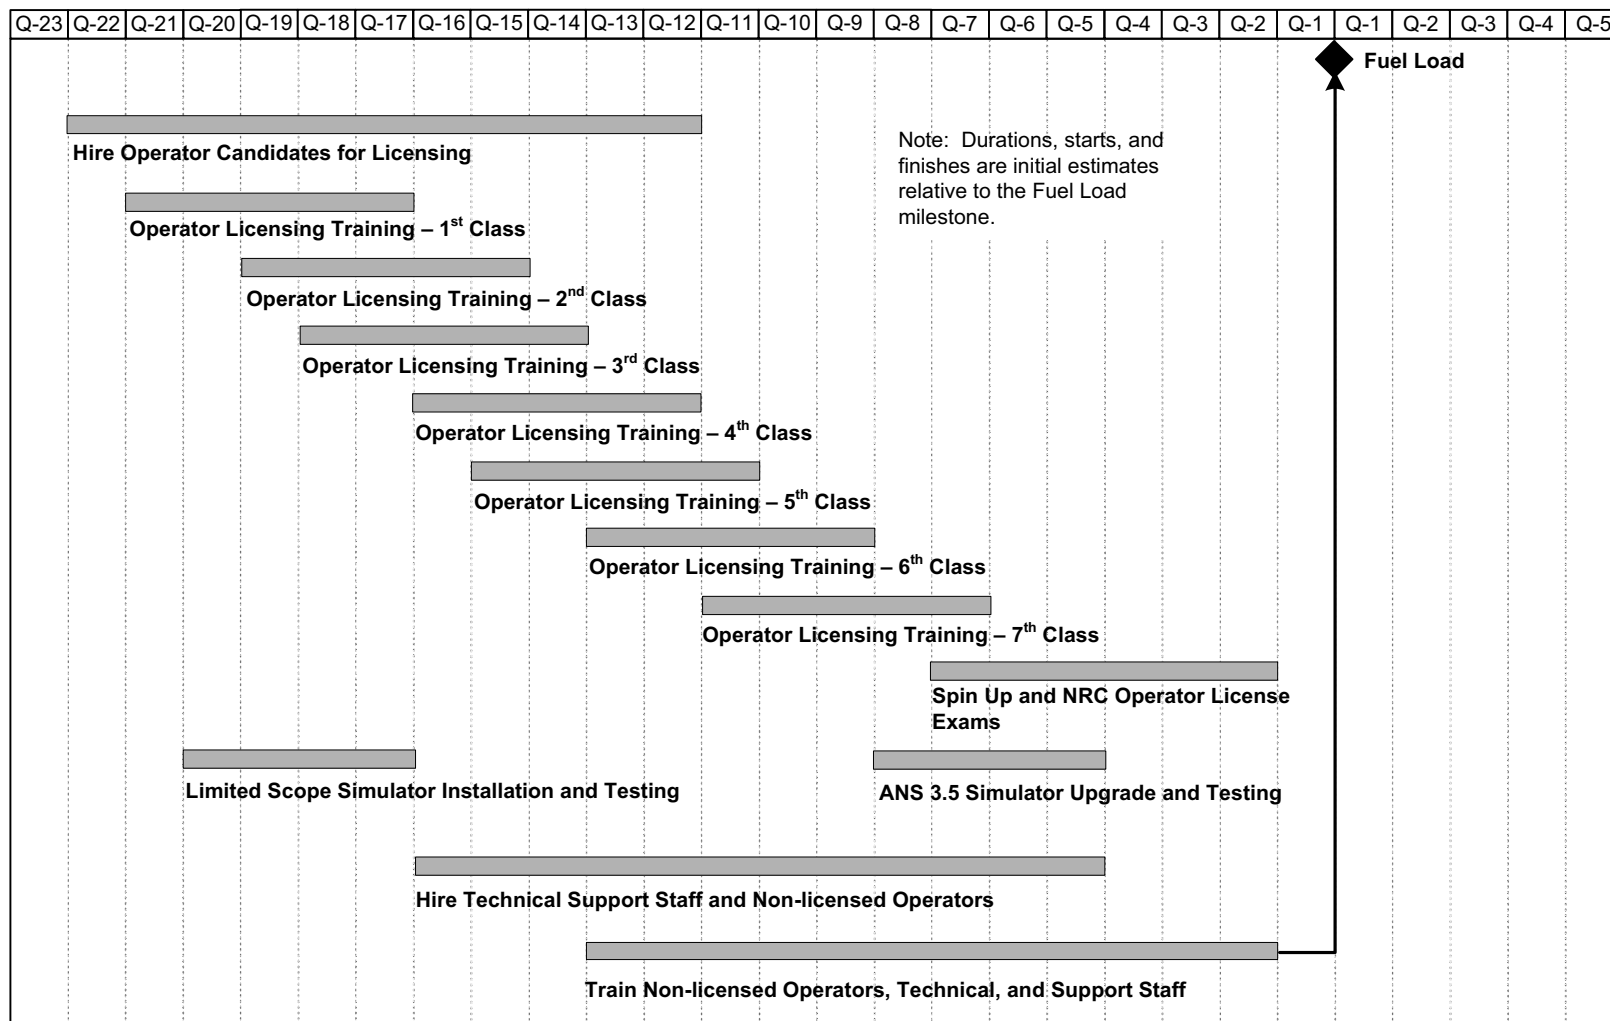 Q-23 Q-22 Q-21 Q-20 Q-19 Q-18 Q-17 Q-16 Q-15 Q-14 Q-13 Q-12 Q-11 Q-10 Q-9 Q-8 Q-7 Q-6 Q-5 Q-4 Q-3 Q-2 Q-1 Q-1 Q-2 Q-3 Q-4 Q-5
Fuel Load
Note: Durations, starts, and
finishes are initial estimates
relative to the Fuel Load
milestone.
Hire Operator Candidates for Licensing
Operator Licensing Training – 1st Class
Operator Licensing Training – 2nd Class
Operator Licensing Training – 3rd Class
Operator Licensing Training – 4th Class
Operator Licensing Training – 5th Class
Operator Licensing Training – 6th Class
Operator Licensing Training – 7th Class
Spin Up and NRC Operator License
Exams
Limited Scope Simulator Installation and Testing
ANS 3.5 Simulator Upgrade and Testing
Hire Technical Support Staff and Non-licensed Operators
Train Non-licensed Operators, Technical, and Support Staff